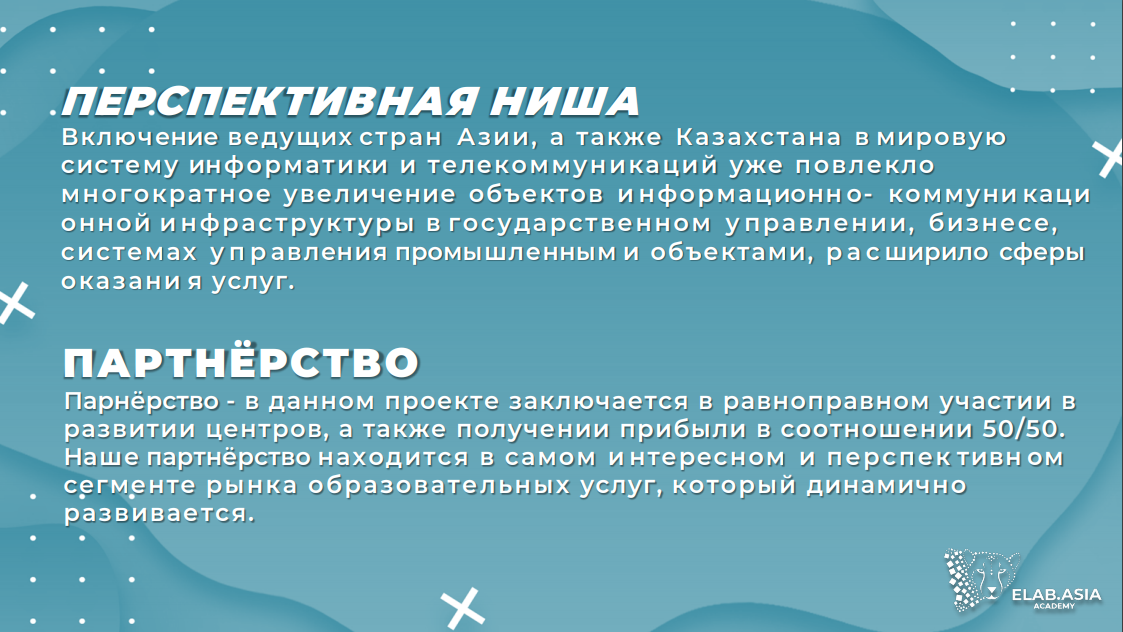 ПЕРСПЕКТИВНАЯ НИША
Включение ведущих стран Азии, а также Казахстана в мировую
систему информатики и телекоммуникаций уже повлекло
многократное увеличение объектов информационно- коммуникаци
онной инфраструктуры в государственном управлении, бизнесе,
системах управления промышленными объектами, расширило сферы
оказания услуг.
ПАРТНЁРСТВО
Парнёрство - в данном проекте заключается в равноправном участии в
развитии центров, а также получении прибыли в соотношении 50/50.
Наше партнёрство находится в самом интересном и перспективном
сегменте рынка образовательных услуг, который динамично
развивается.
ELAB.ASIA
ACADEMY